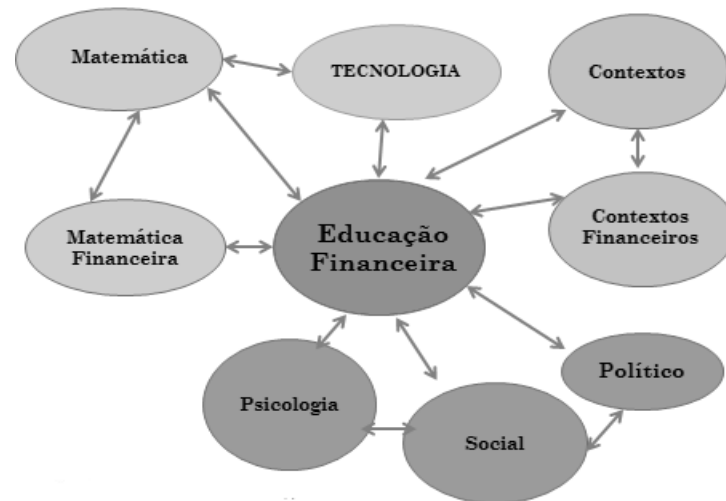 Matemática
TECNOLOGIA
Contextos
Matemática
Financeira
Educação
Financeira
Contextos
Financeiros
Psicologia
Social
Político